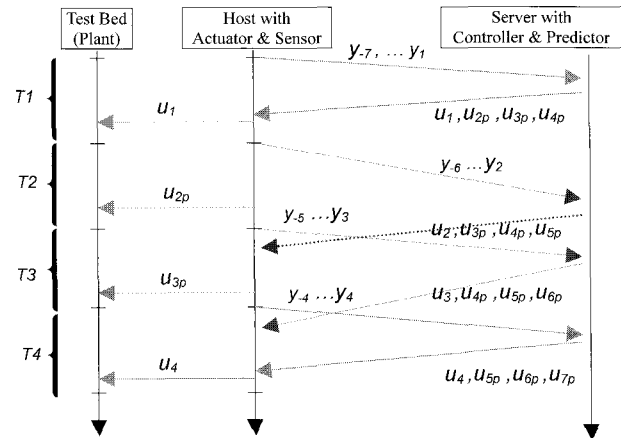 Test Bed
(Plant)
Host with
Actuator & Sensor
Server with
Controller & Predictor
y-7, ... y1
T1
u1
u1, u2p, u3p, u4p
y-6 ...y2
T2
u2p
y-5 ...y3
u2, u3p, u4p, u5p
T3
u3p
y-4 ...y4
u3, u4p, u5p, u6p
T4
u4
u4, u5p, u6p, u7p